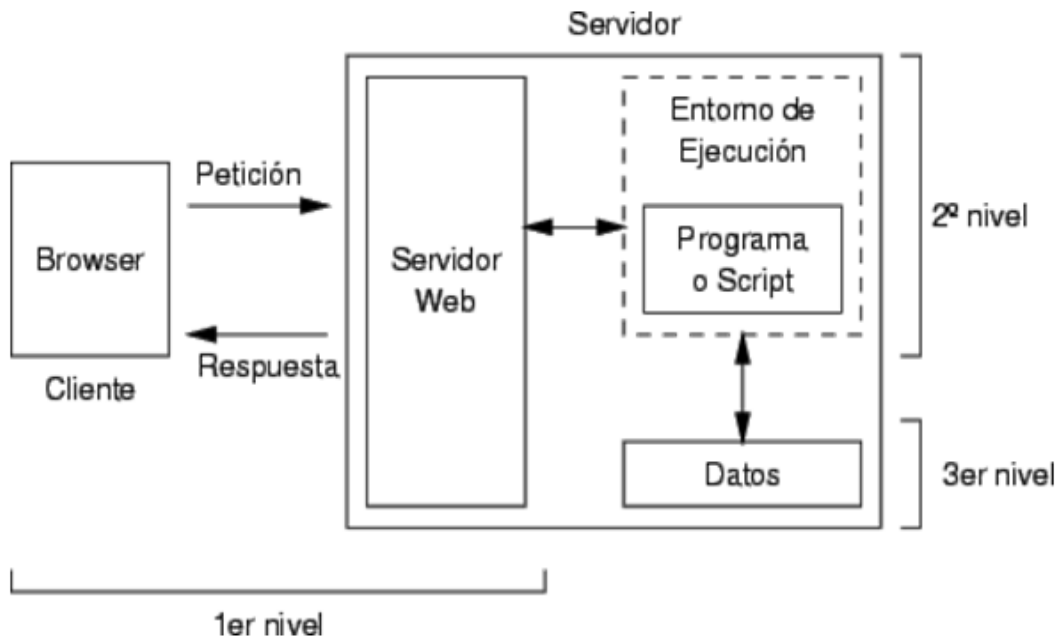 Servidor
Entorno de
Ejecución
Petición
2º nivel
Programa
o Script
Browser
Servidor
Web
Respuesta
Cliente
Datos
3er nivel
1er nivel